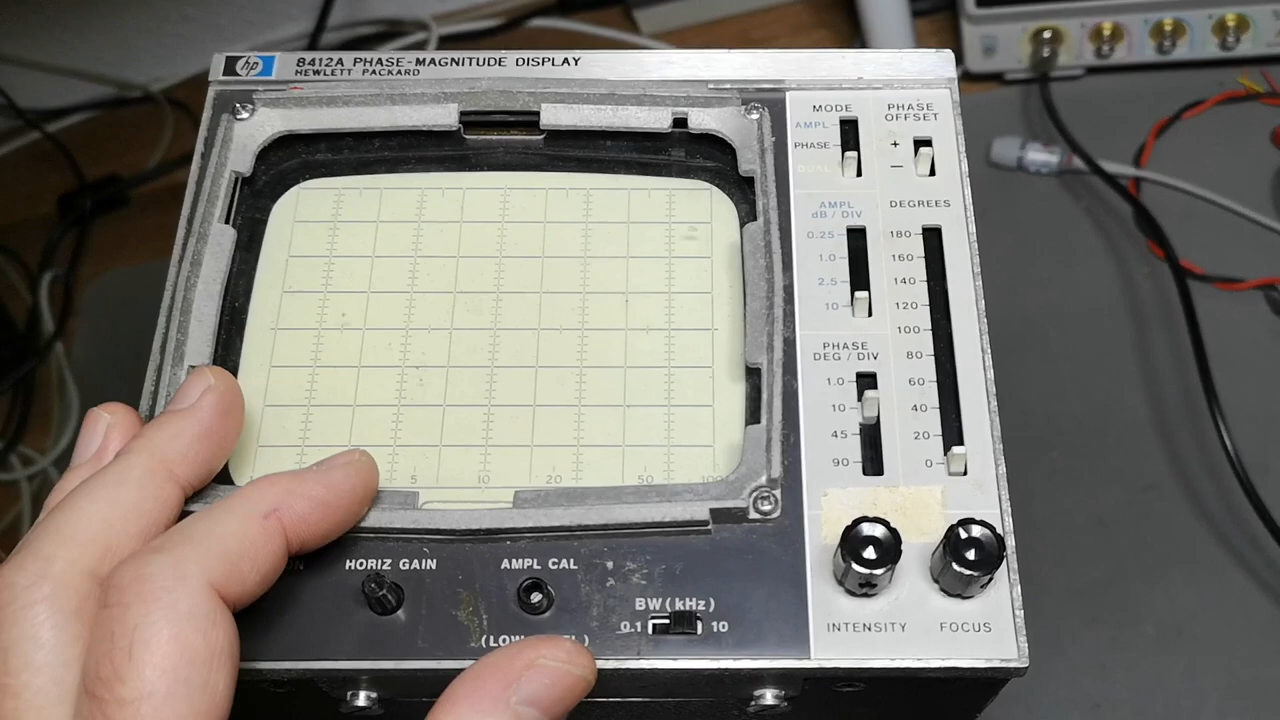 hp
8412A PHASE-MAGNITUDE DISPLAY
HEWLETT PACKARD
MODE
AMPL
PHASE
DUAL
PHASE
OFFSET
+
−
AMPL
dB / DIV
0.25
1.0
2.5
10
DEGREES
180
160
140
120
100
80
60
40
20
0
PHASE
DEG / DIV
1.0
10
45
90
5
10
20
50
100
HORIZ GAIN
AMPL CAL
BW(kHz)
0.1
10
INTENSITY
FOCUS